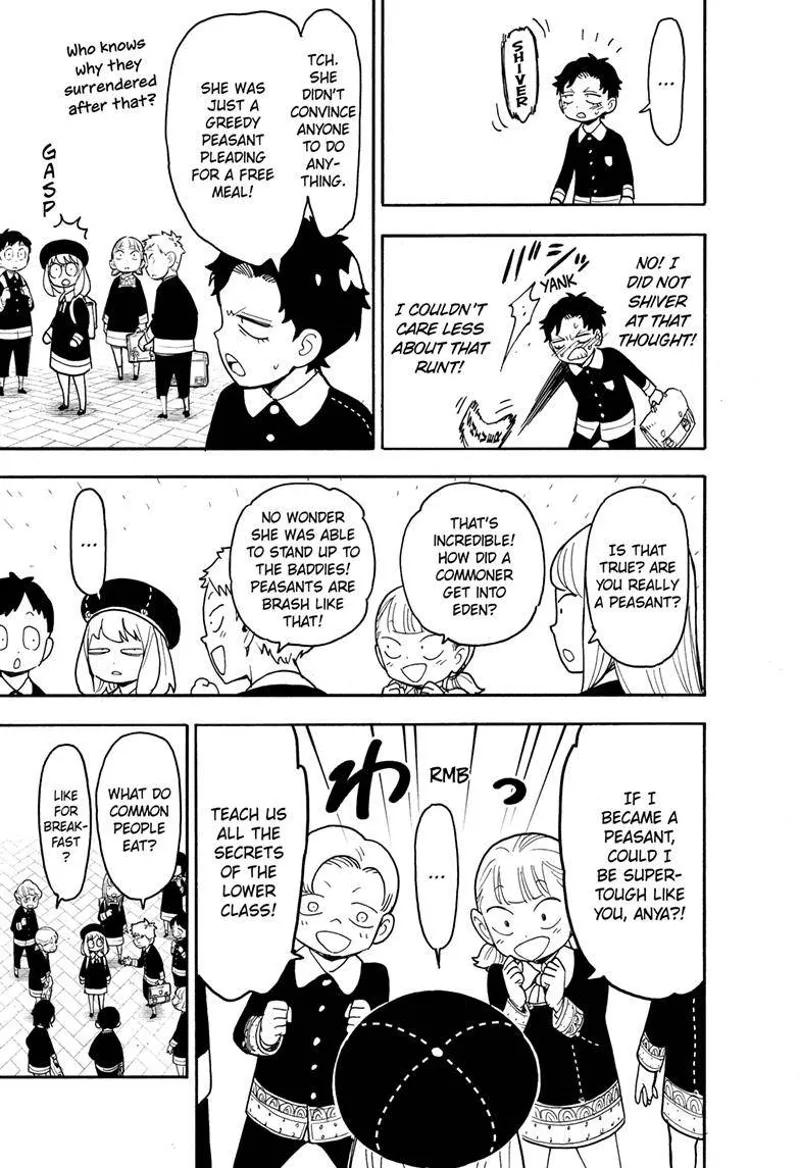 ...
SHIVER
NO! I
DID NOT
SHIVER
AT THAT
THOUGHT!
バシッ
YANK
I COULDN'T
CARE LESS
ABOUT THAT
RUNT!
TCH.
SHE
DIDN'T
CONVINCE
ANYONE
TO DO
ANY-
THING.
SHE WAS
JUST A
GREEDY
PEASANT
PLEADING
FOR A FREE
MEAL!
Who knows
why they
surrendered
after that?
GASP
IS THAT
TRUE? ARE
YOU REALLY
A PEASANT?
THAT'S
INCREDIBLE!
HOW DID A
COMMONER
GET INTO
EDEN?
NO WONDER
SHE WAS ABLE
TO STAND UP TO
THE BADDIES!
PEASANTS ARE
BRASH LIKE
THAT!
...
IF I
BECAME A
PEASANT,
COULD I
BE SUPER-
TOUGH LIKE
YOU, ANYA?!
わっ
RMB
...
TEACH US
ALL THE
SECRETS
OF THE
LOWER
CLASS!
WHAT DO
COMMON
PEOPLE
EAT?
LIKE
FOR
BREAK-
FAST
?